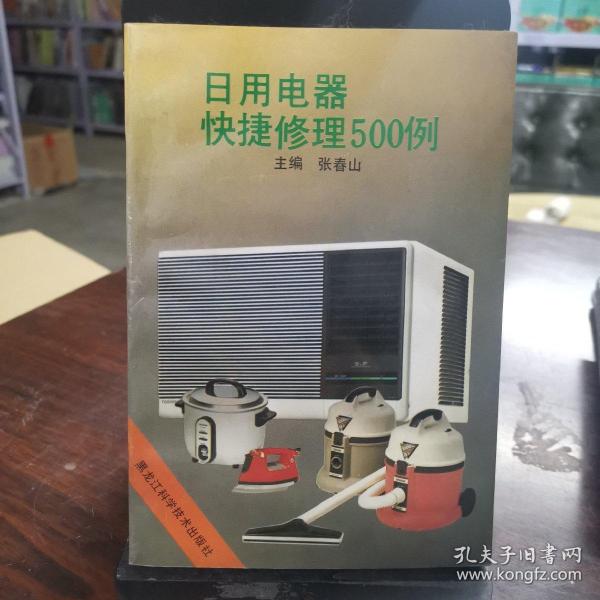 日用电器
快捷修理500例
主编 张春山
黑龙江科学技术出版社
孔夫子旧书网
www.kongfz.com